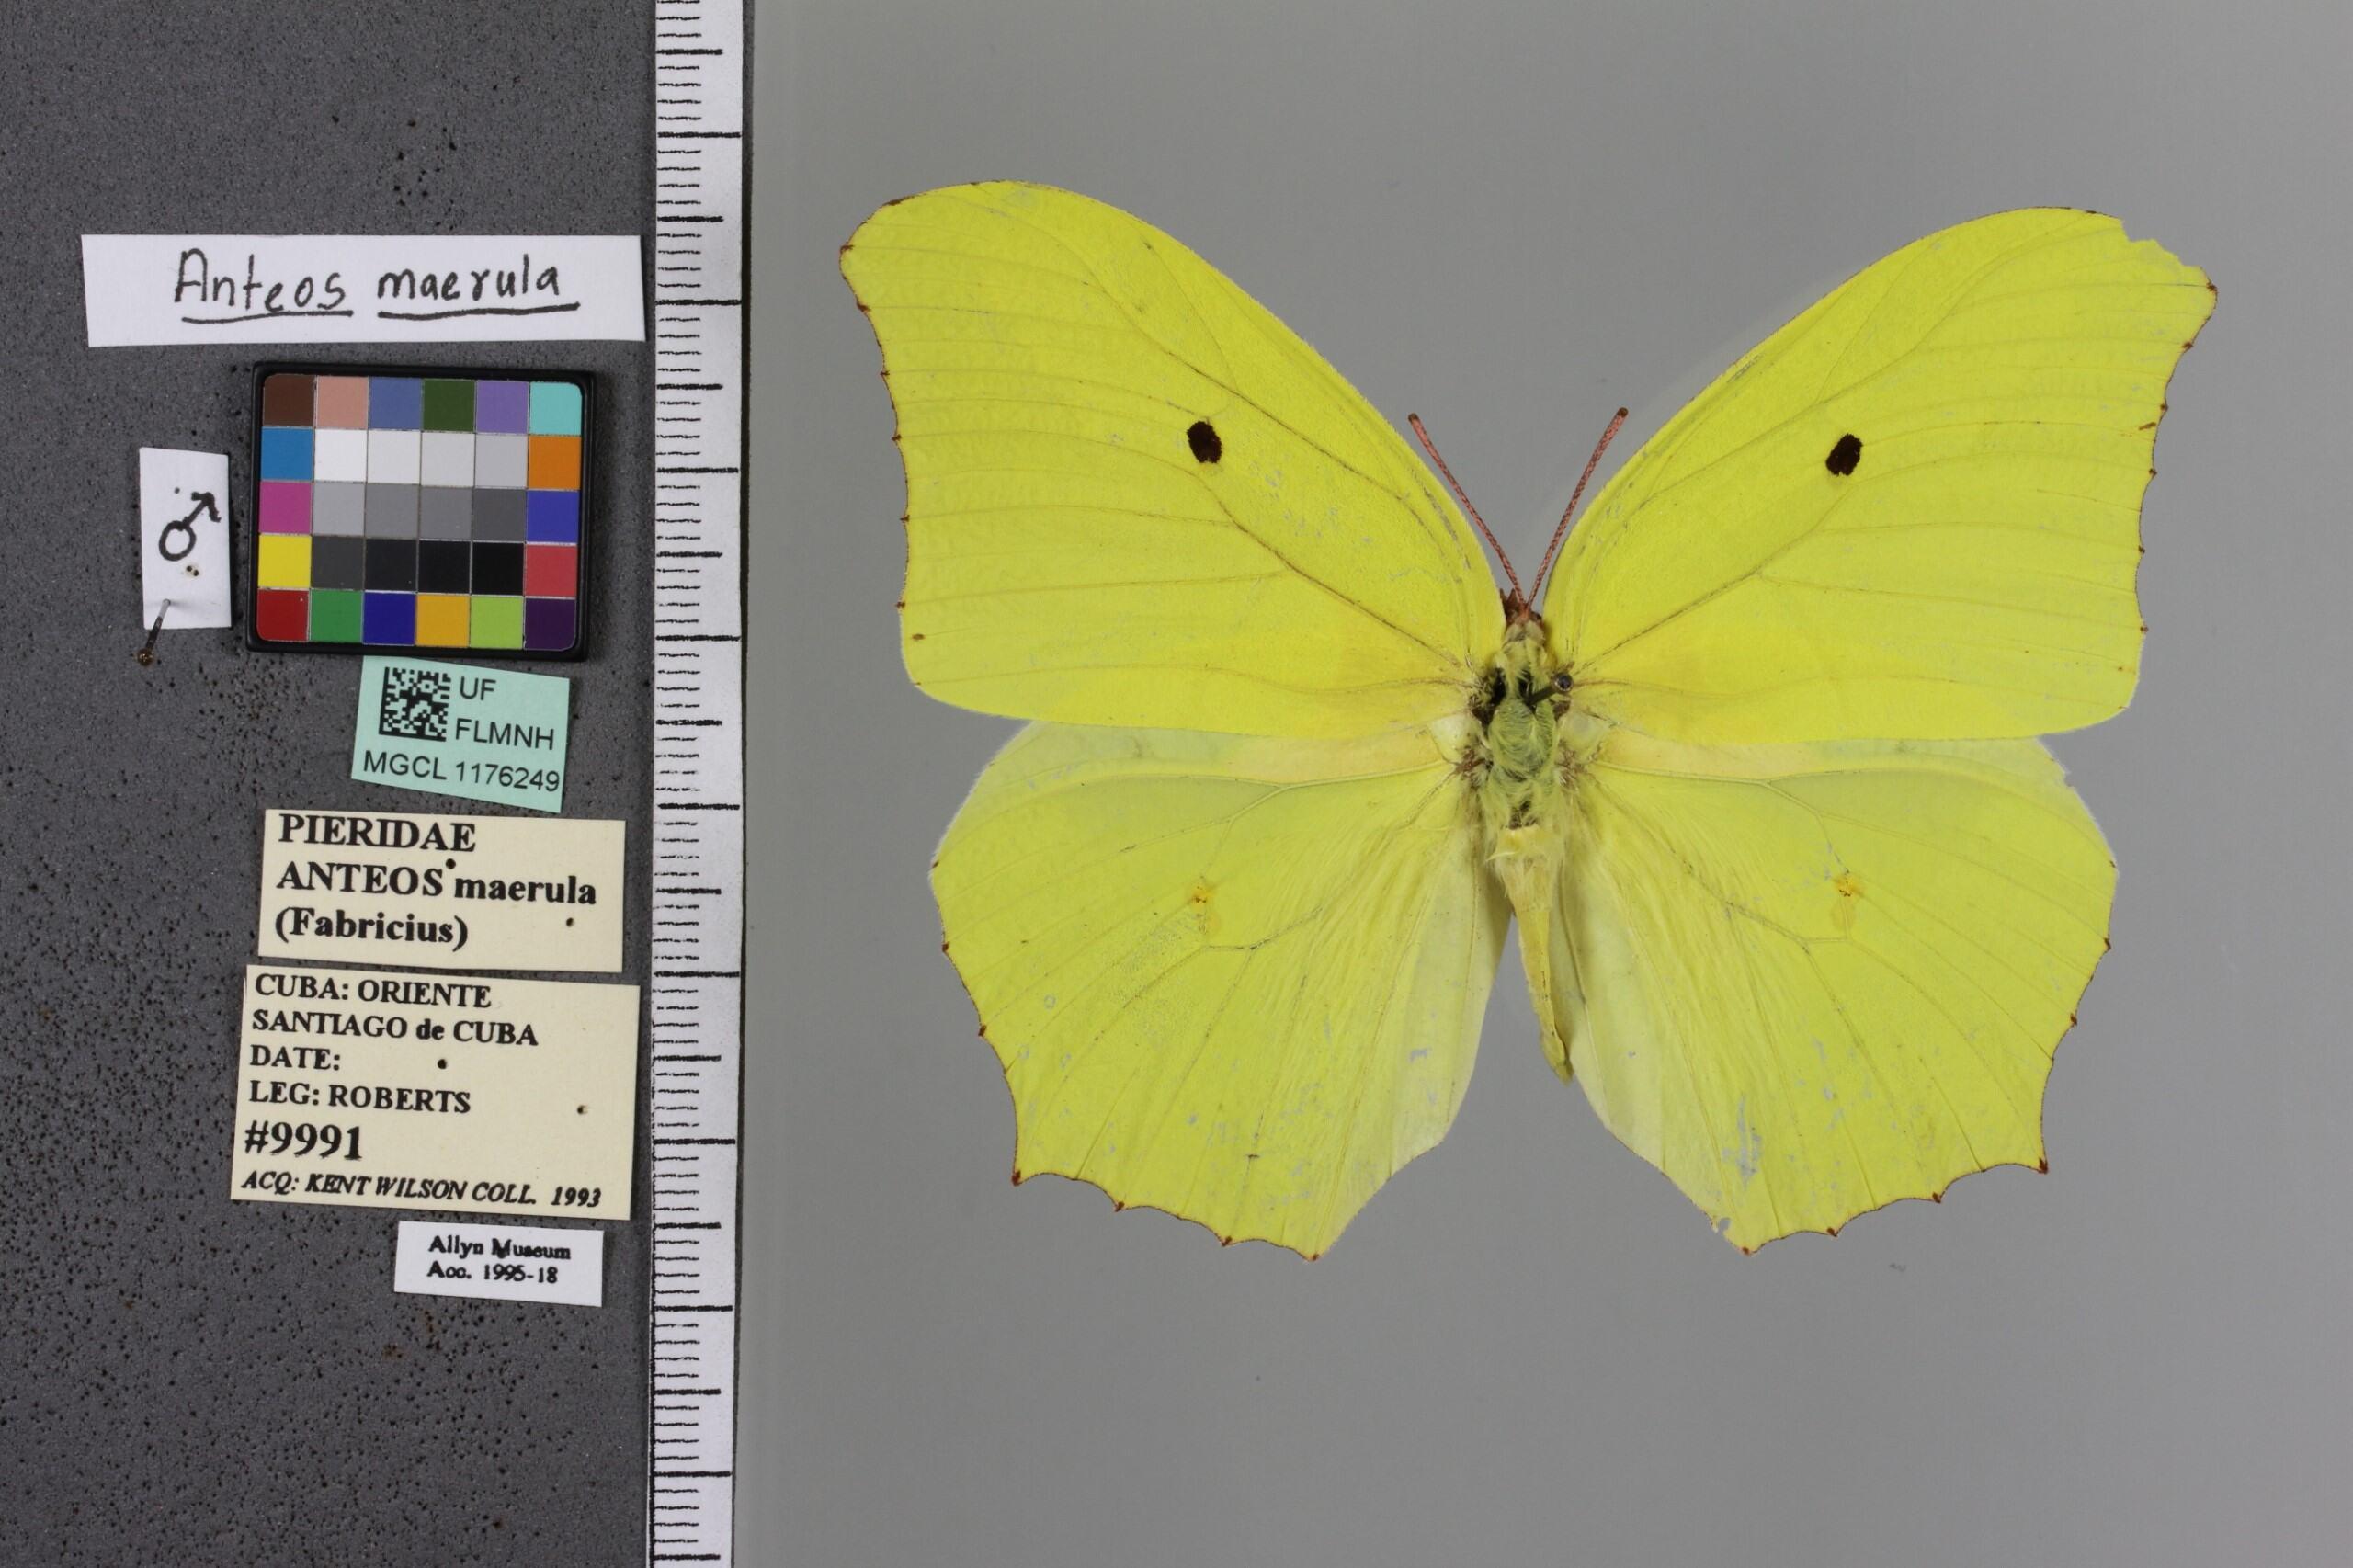 Anteos maerula
♂
UF
FLMNH
MGCL 1176249
PIERIDAE
ANTEOS maerula
(Fabricius)
CUBA: ORIENTE
SANTIAGO de CUBA
DATE:
LEG: ROBERTS
#9991
ACQ: KENT WILSON COLL. 1993
Allyn Museum
Acc. 1995-18